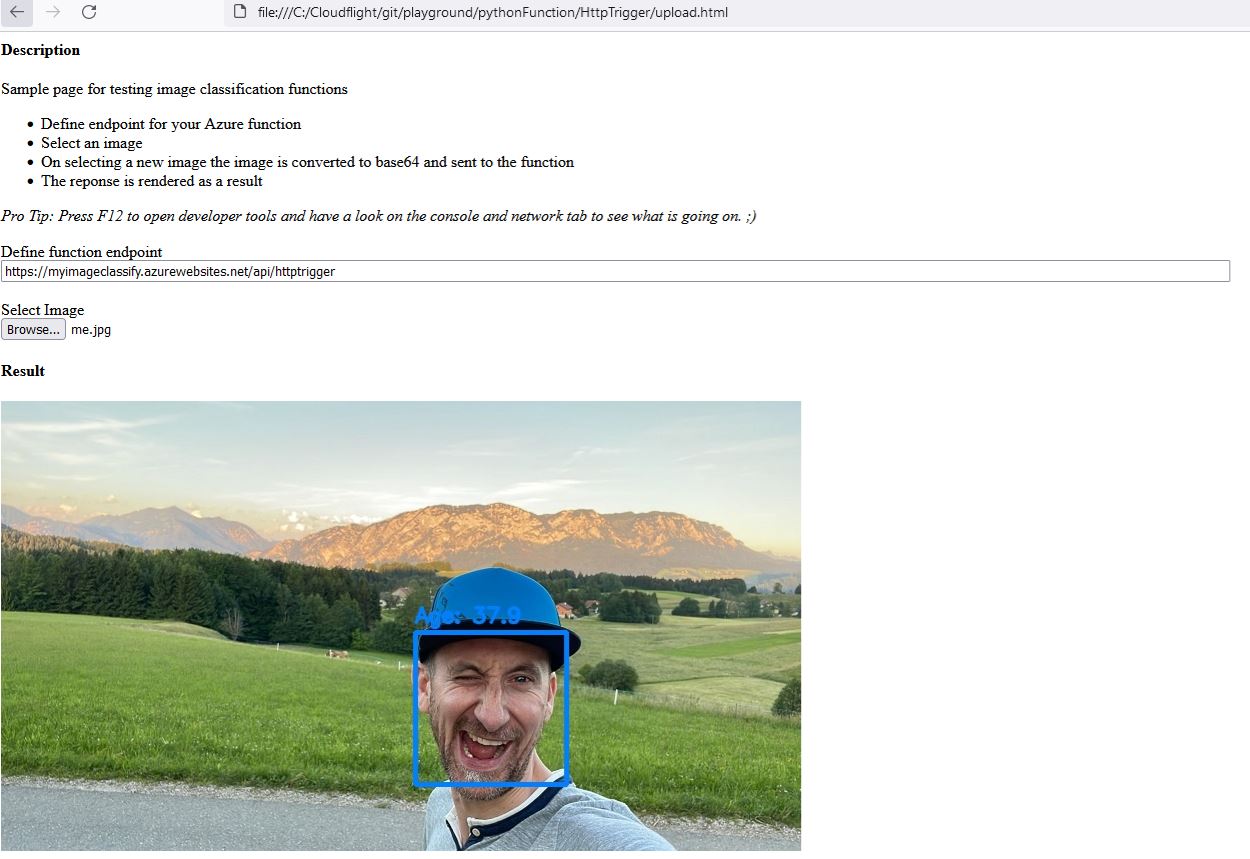 file:///C:/Cloudflight/git/playground/pythonFunction/HttpTrigger/upload.html
Description
Sample page for testing image classification functions
Define endpoint for your Azure function
Select an image
On selecting a new image the image is converted to base64 and sent to the function
The reponse is rendered as a result
Pro Tip: Press F12 to open developer tools and have a look on the console and network tab to see what is going on. ;)
Define function endpoint
https://myimageclassify.azurewebsites.net/api/httptrigger
Select Image
Browse... me.jpg
Result
Age: 37.9